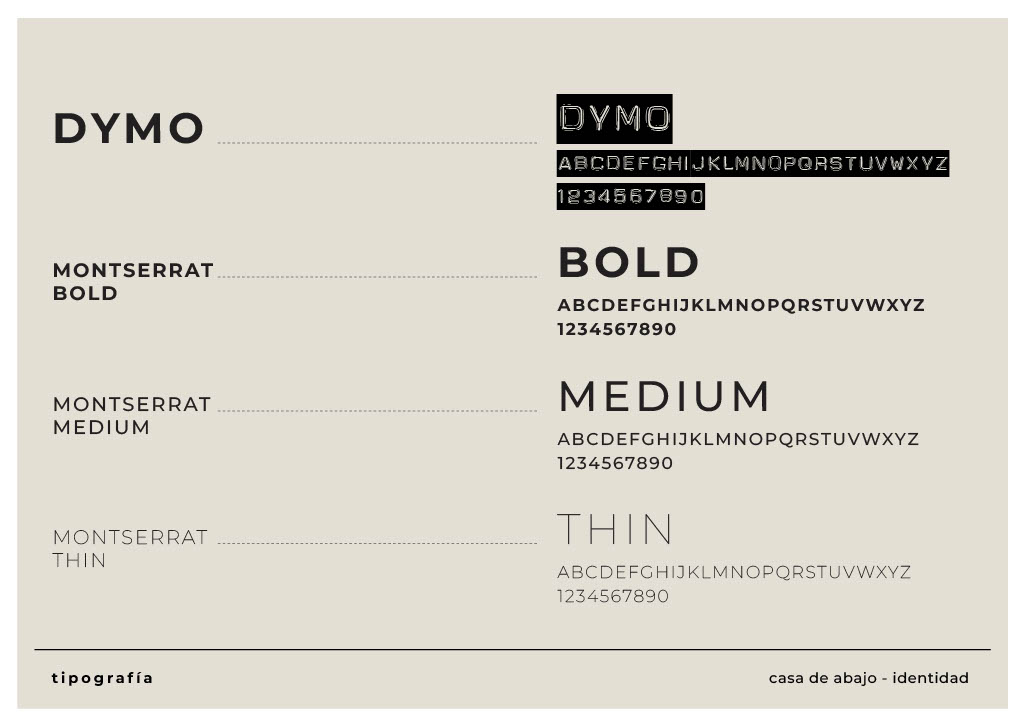 DYMO
DYMO
ABCDEFGHIJKLMNOPQRSTUVWXYZ
1234567890
MONTSERRAT
BOLD
BOLD
ABCDEFGHIJKLMNOPQRSTUVWXYZ
1234567890
MONTSERRAT
MEDIUM
MEDIUM
ABCDEFGHIJKLMNOPQRSTUVWXYZ
1234567890
MONTSERRAT
THIN
THIN
ABCDEFGHIJKLMNOPQRSTUVWXYZ
1234567890
tipografía
casa de abajo - identidad